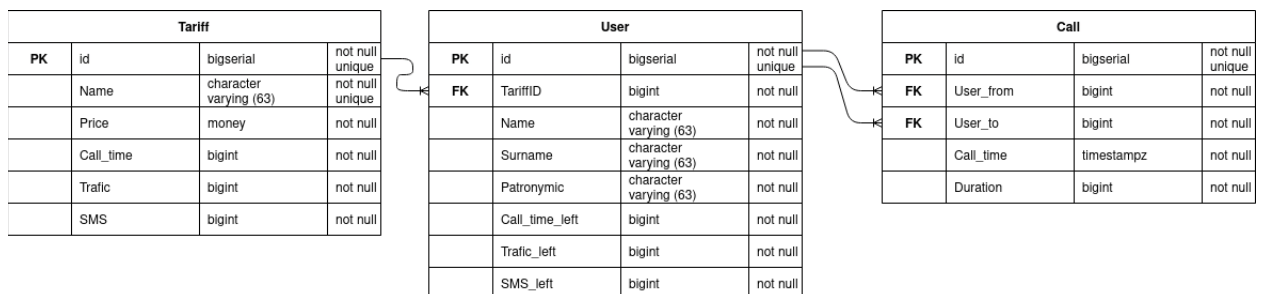 Tariff
PK id bigserial not null unique
Name character varying (63) not null unique
Price money not null
Call_time bigint not null
Trafic bigint not null
SMS bigint not null
User
PK id bigserial not null unique
FK TariffID bigint not null
Name character varying (63) not null
Surname character varying (63) not null
Patronymic character varying (63) not null
Call_time_left bigint not null
Trafic_left bigint not null
SMS_left bigint not null
Call
PK id bigserial not null unique
FK User_from bigint not null
FK User_to bigint not null
Call_time timestampz not null
Duration bigint not null